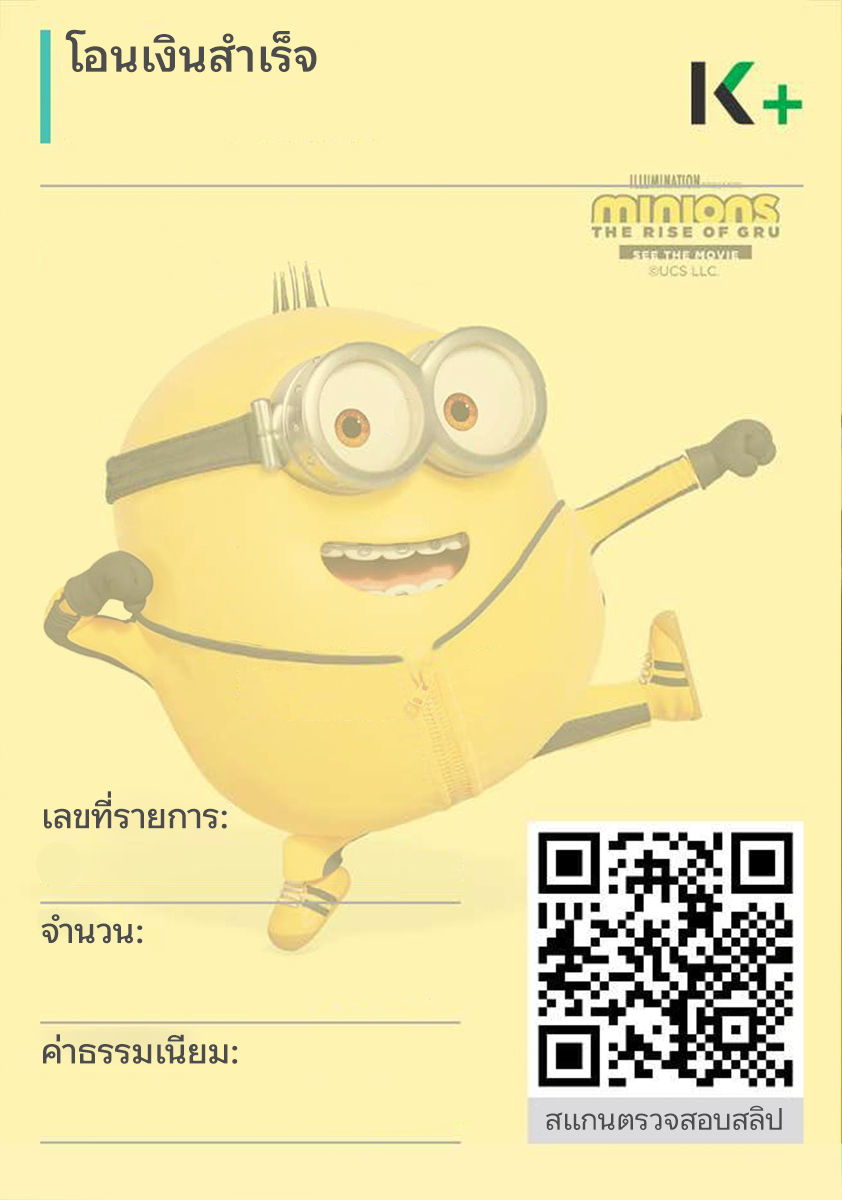 โอนเงินสำเร็จ
K+
ILLUMINATION
MINIONS
THE RISE OF GRU
SEE THE MOVIE
©UCS LLC.
เลขที่รายการ:
จำนวน:
ค่าธรรมเนียม:
สแกนตรวจสอบสลิป